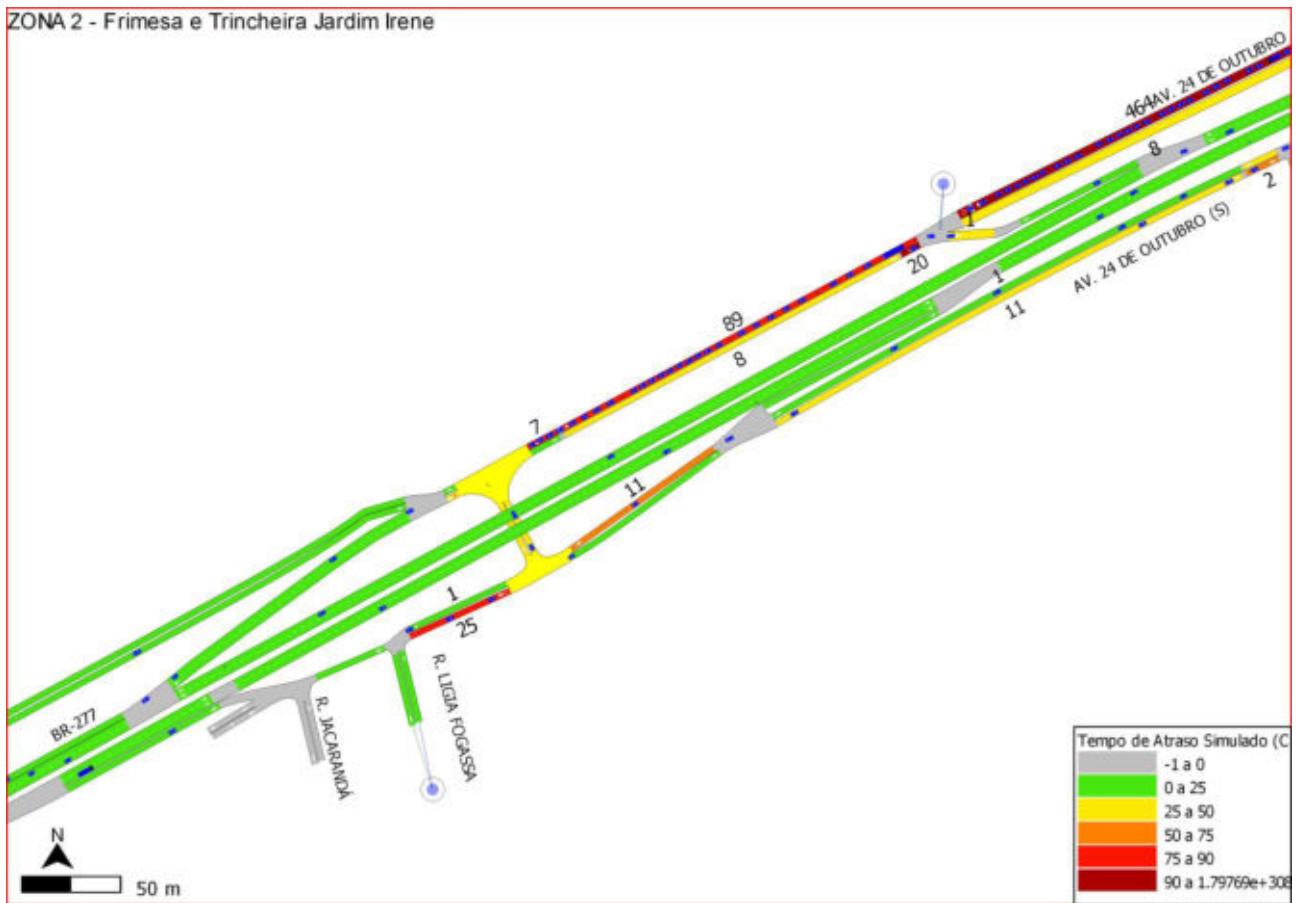 ZONA 2 - Frimesa e Trincheira Jardim Irene
AV. 24 DE OUTUBRO
464
8
1
2
20
AV. 24 DE OUTUBRO (S)
1
11
89
8
7
11
1
25
R. LIGIA FOGASSA
R. JACARANDÁ
BR-277
N
50 m
Tempo de Atraso Simulado (C
-1 a 0
0 a 25
25 a 50
50 a 75
75 a 90
90 a 1.79769e+308